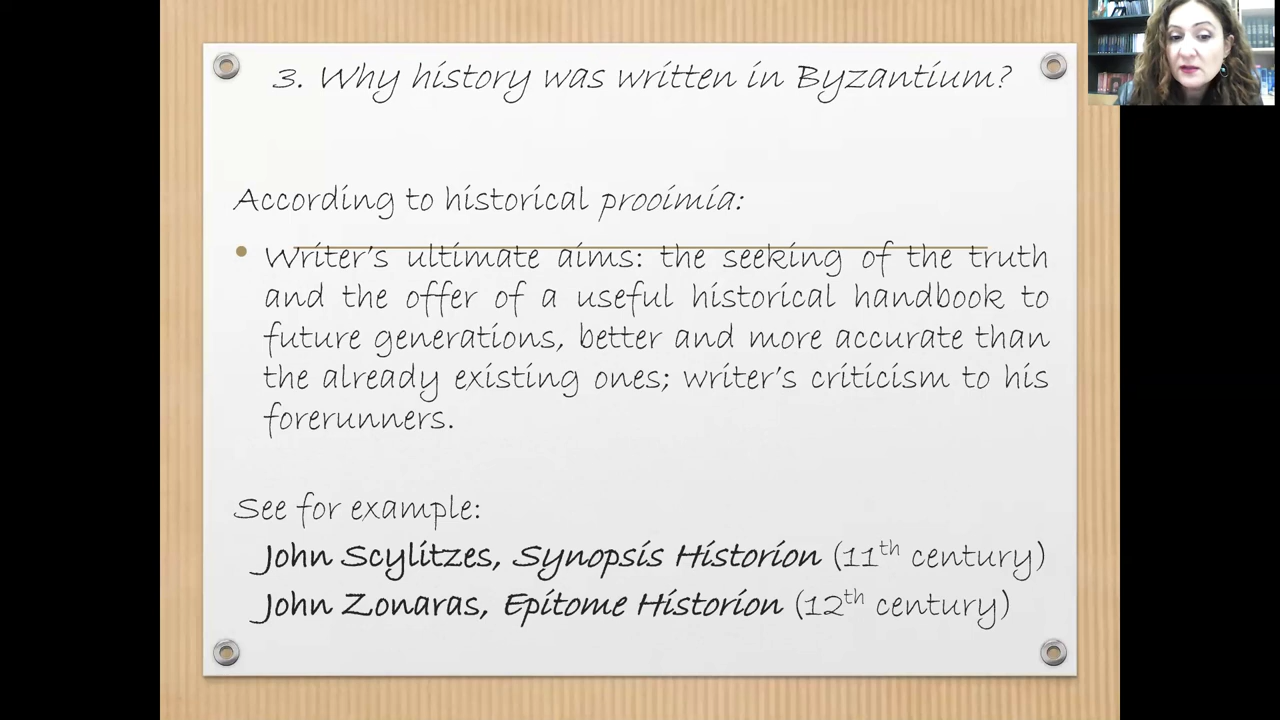 3. Why history was written in Byzantium?
According to historical prooimia:
• Writer's ultimate aims: the seeking of the truth
and the offer of a useful historical handbook to
future generations, better and more accurate than
the already existing ones; writer's criticism to his
forerunners.
See for example:
John Scylitzes, Synopsis Historion (11th century)
John Zonaras, Epitome Historion (12th century)